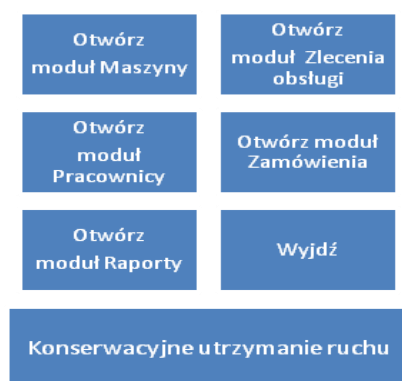 Otwórz
moduł Maszyny
Otwórz
moduł Zlecenia
obsługi
Otwórz
moduł
Pracownicy
Otwórz moduł
Zamówienia
Otwórz
moduł Raporty
Wyjdź
Konserwacyjne utrzymanie ruchu